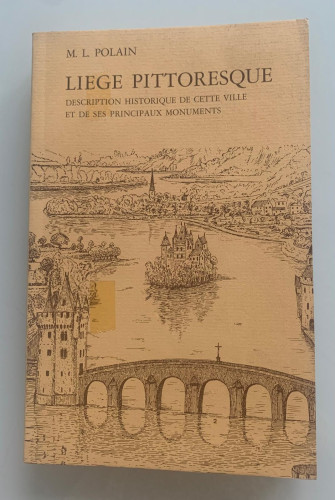 M. L. POLAIN
LIEGE PITTORESQUE
DESCRIPTION HISTORIQUE DE CETTE VILLE
ET DE SES PRINCIPAUX MONUMENTS